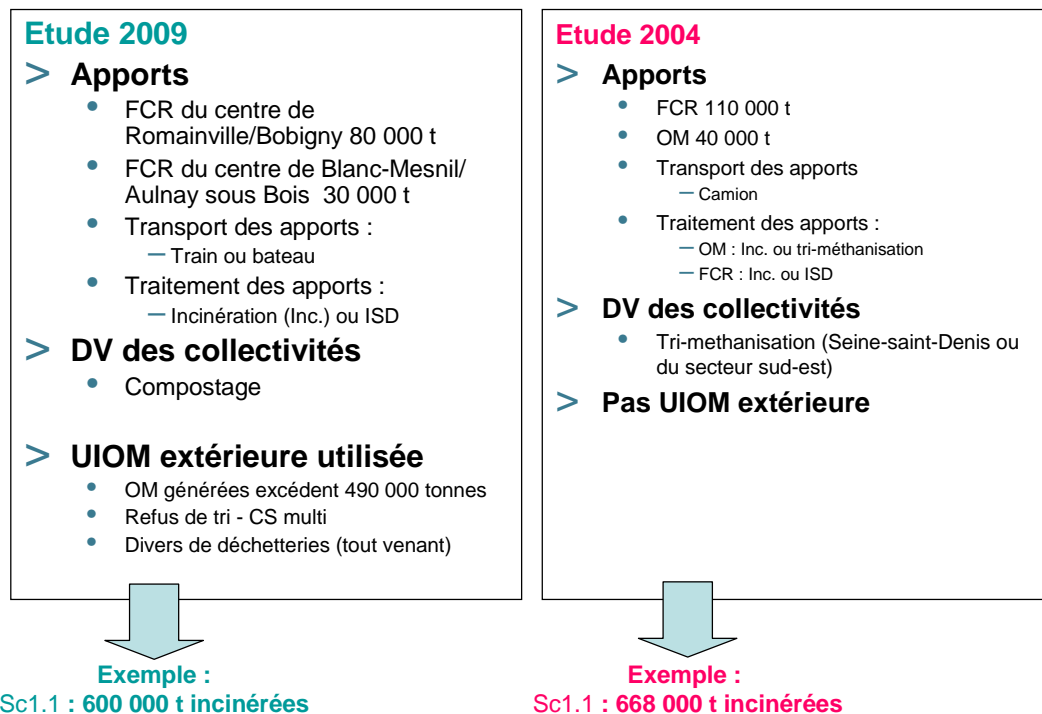 Etude 2009
> Apports
• FCR du centre de
Romainville/Bobigny 80 000 t
• FCR du centre de Blanc-Mesnil/
Aulnay sous Bois 30 000 t
• Transport des apports :
– Train ou bateau
• Traitement des apports :
– Incinération (Inc.) ou ISD
> DV des collectivités
• Compostage
> UIOM extérieure utilisée
• OM générées excédent 490 000 tonnes
• Refus de tri - CS multi
• Divers de déchetteries (tout venant)
Exemple :
Sc1.1 : 600 000 t incinérées
Etude 2004
> Apports
• FCR 110 000 t
• OM 40 000 t
• Transport des apports
– Camion
• Traitement des apports :
– OM : Inc. ou tri-méthanisation
– FCR : Inc. ou ISD
> DV des collectivités
• Tri-methanisation (Seine-saint-Denis ou
du secteur sud-est)
> Pas UIOM extérieure
Exemple :
Sc1.1 : 668 000 t incinérées